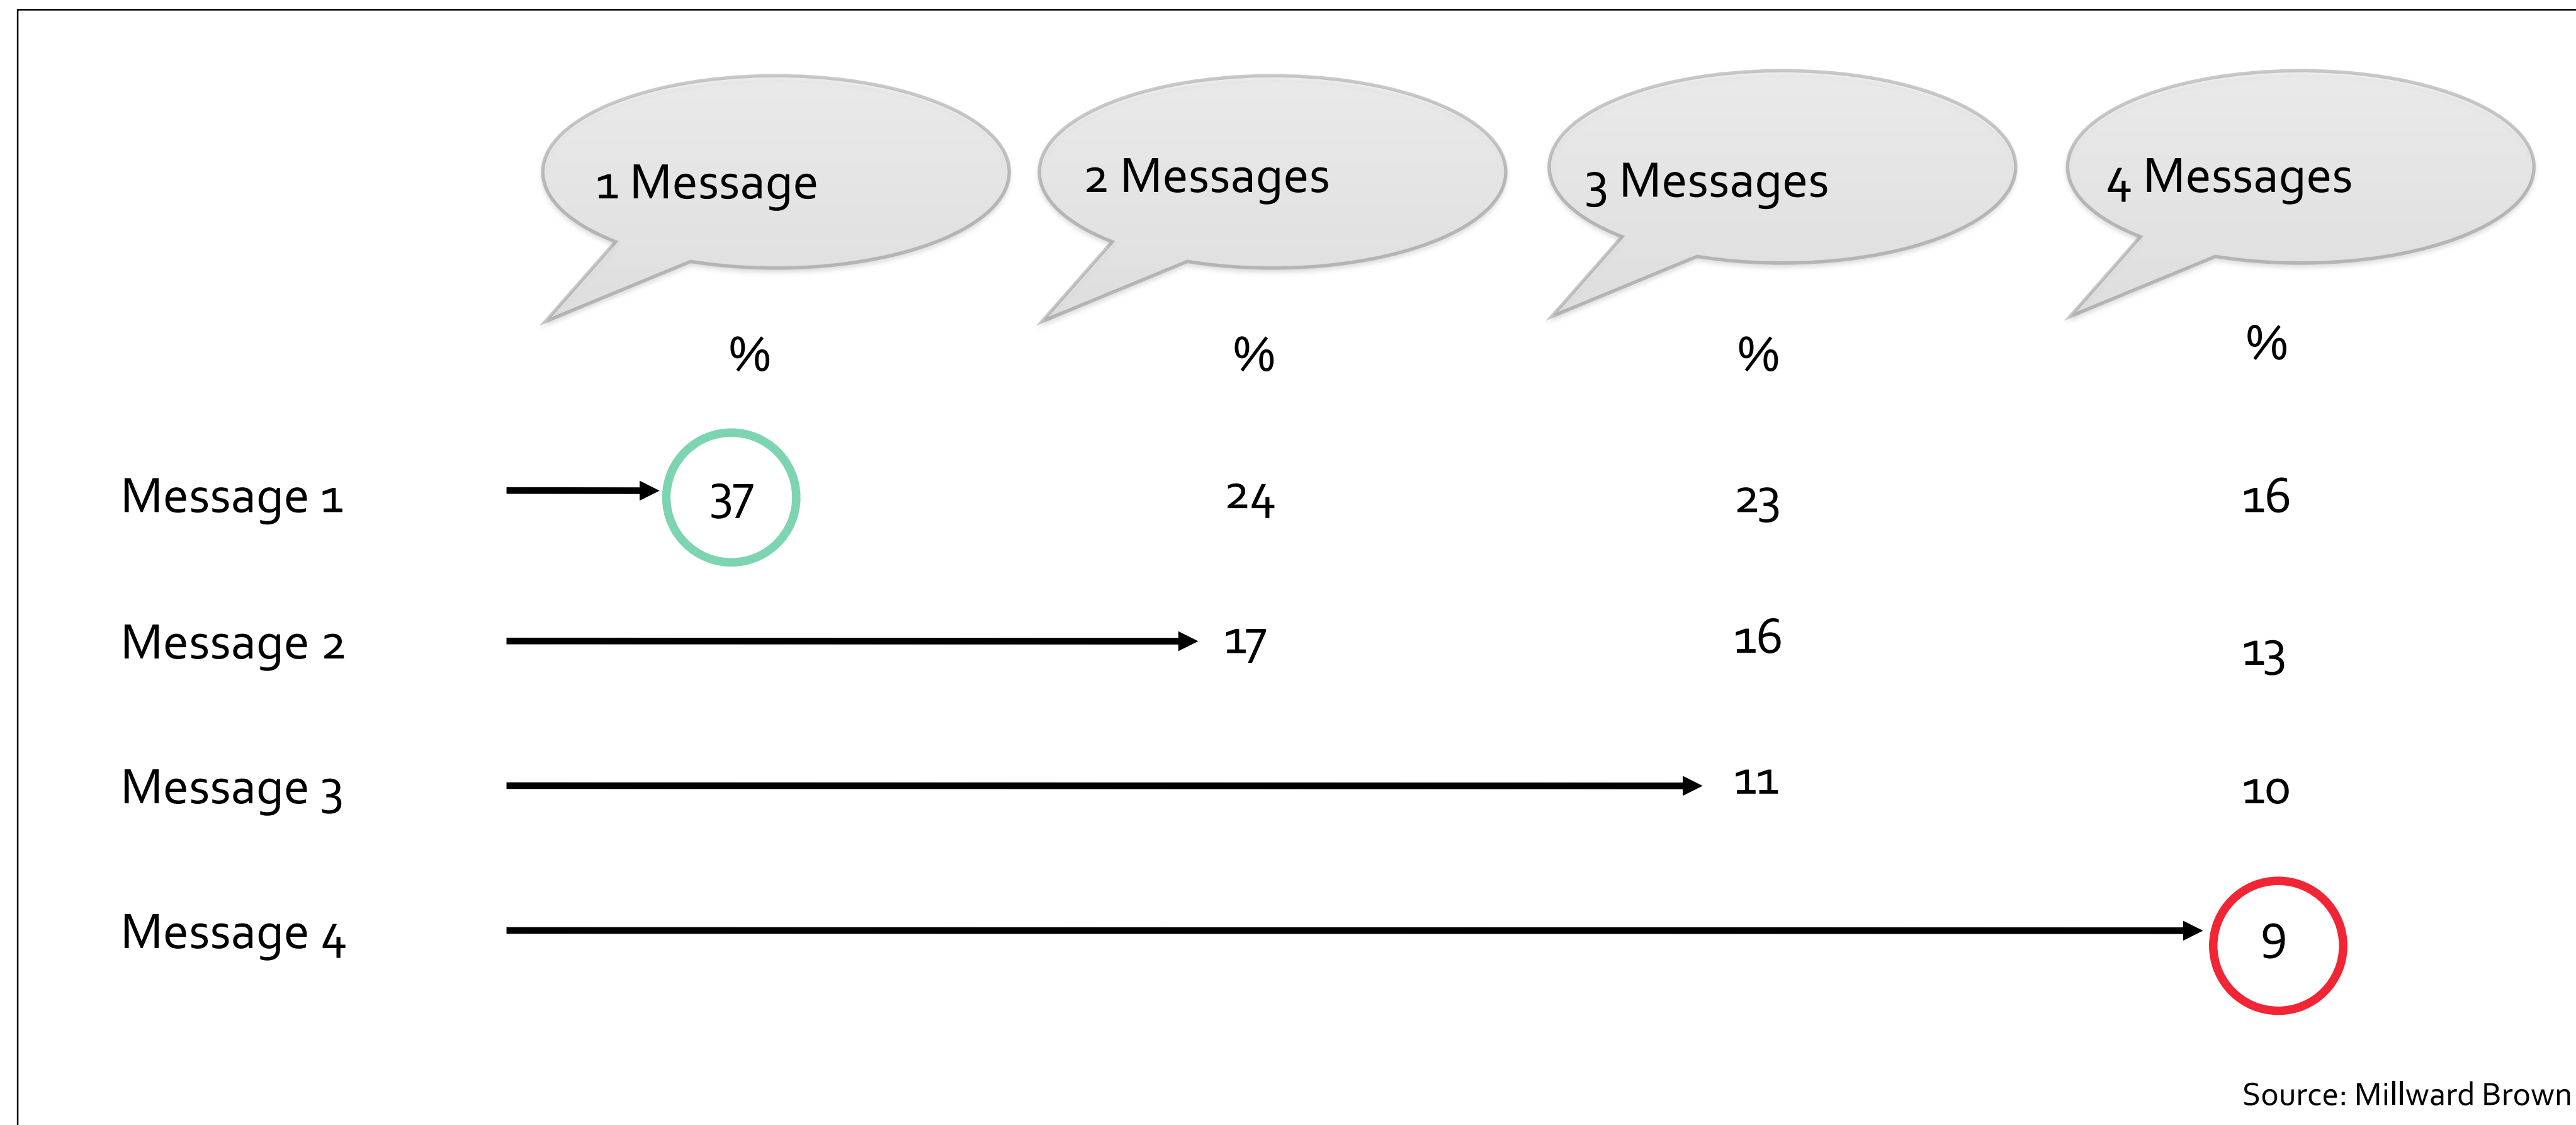 1 Message 2 Messages 3 Messages 4 Messages
% % % %
Message 1 37 24 23 16
Message 2 17 16 13
Message 3 11 10
Message 4 9
Source: Millward Brown